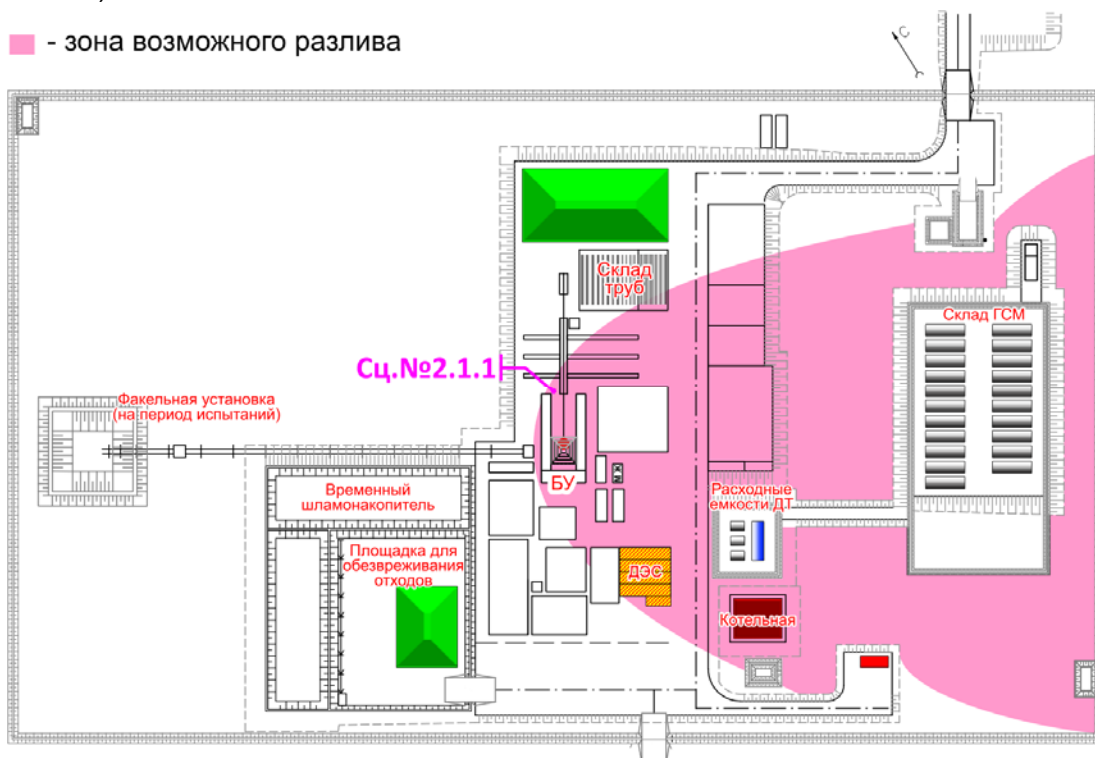 - зона возможного разлива
С
Склад
труб
Склад ГСМ
Сц.№2.1.1
Факельная установка
(на период испытаний)
БУ
Временный
шламонакопитель
Расходные
емкости ДТ
Площадка для
обезвреживания
отходов
ДЭС
Котельная